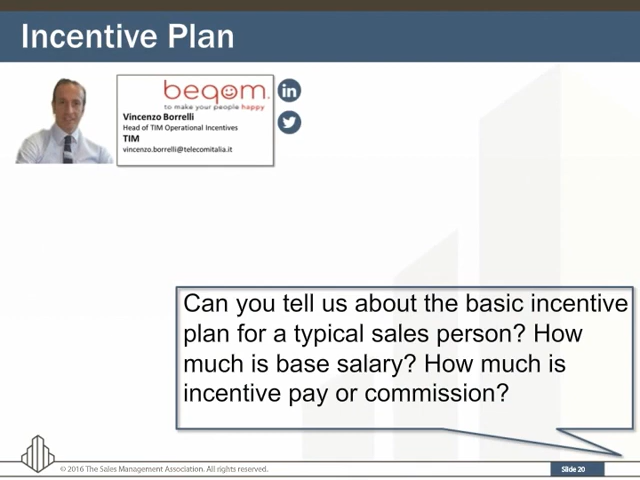 Incentive Plan
beqom.
to make your people happy
Vincenzo Borrelli
Head of TIM Operational Incentives
TIM
vincenzo.borrelli@telecomitalia.it
in
Can you tell us about the basic incentive
plan for a typical sales person? How
much is base salary? How much is
incentive pay or commission?
© 2016 The Sales Management Association. All rights reserved.
Slide 20